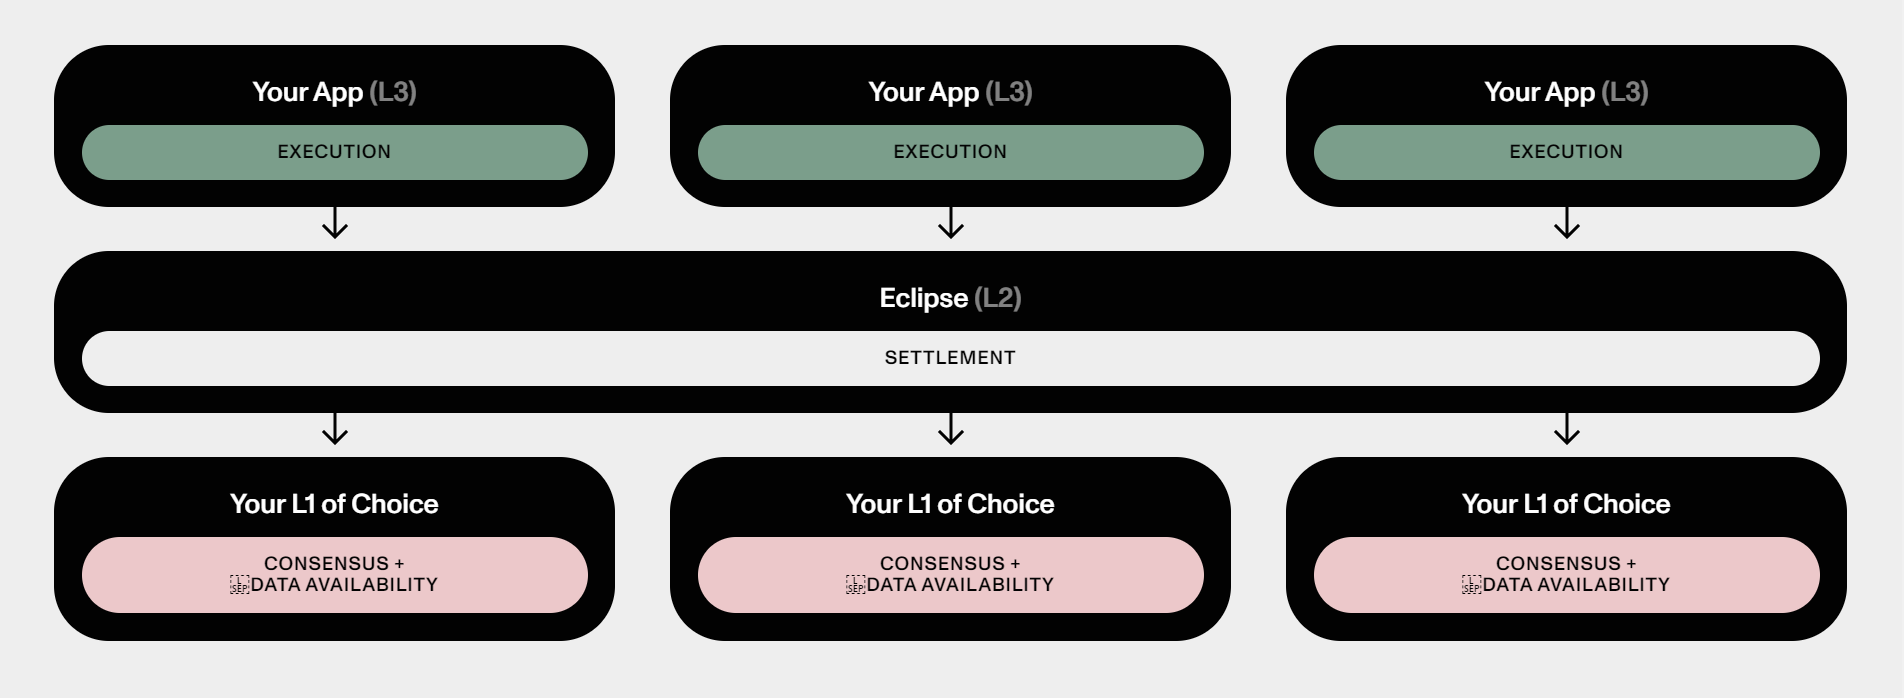 Your App (L3)
EXECUTION
Your App (L3)
EXECUTION
Your App (L3)
EXECUTION
Eclipse (L2)
SETTLEMENT
Your L1 of Choice
CONSENSUS +
DATA AVAILABILITY
Your L1 of Choice
CONSENSUS +
DATA AVAILABILITY
Your L1 of Choice
CONSENSUS +
DATA AVAILABILITY